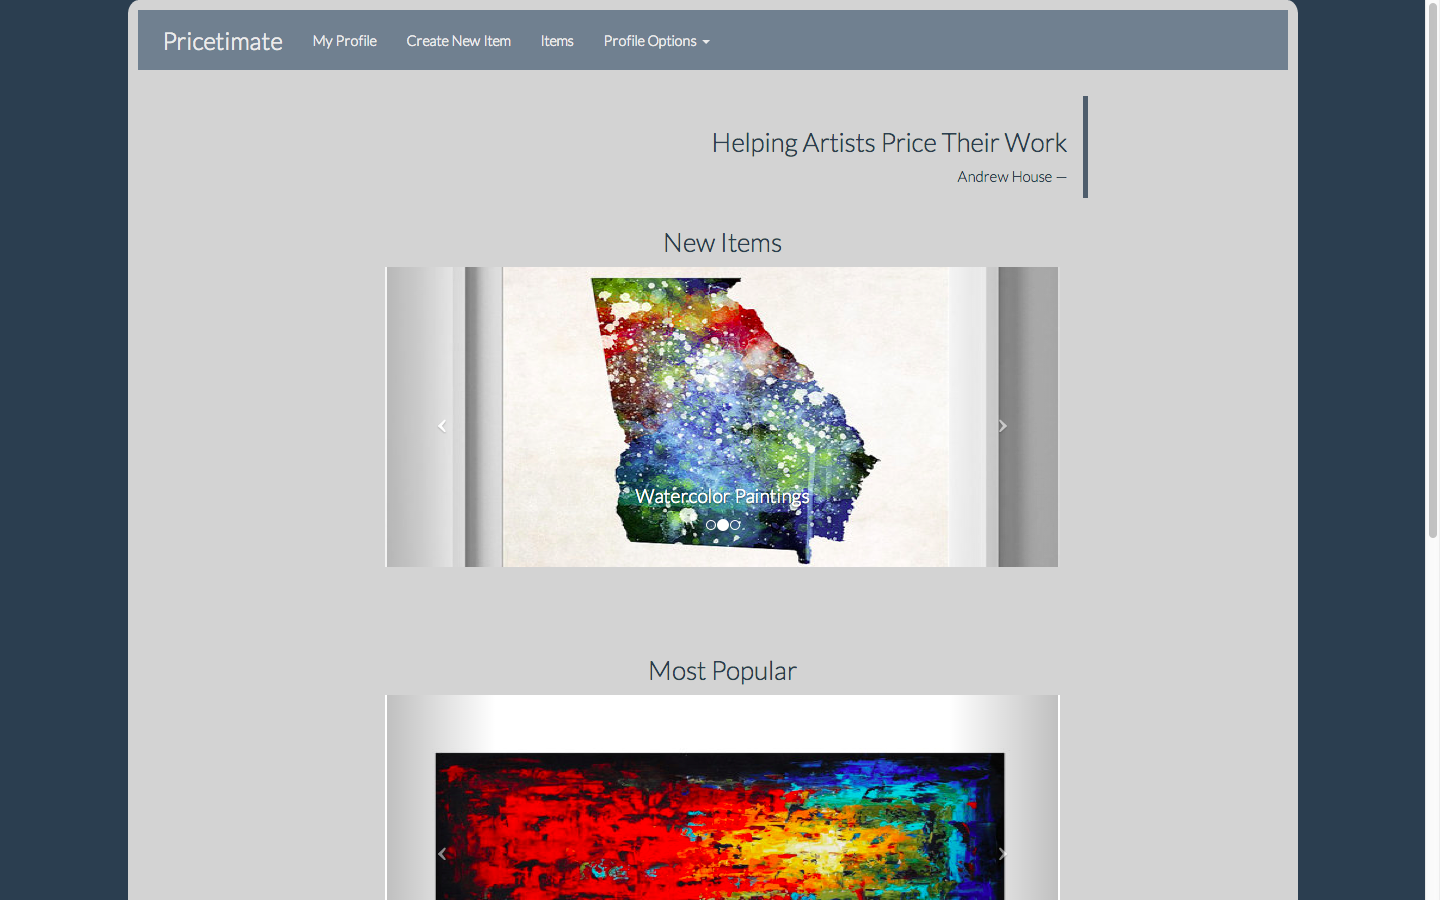 Pricetimate My Profile Create New Item Items Profile Options
Helping Artists Price Their Work
Andrew House —
New Items
Watercolor Paintings
Most Popular